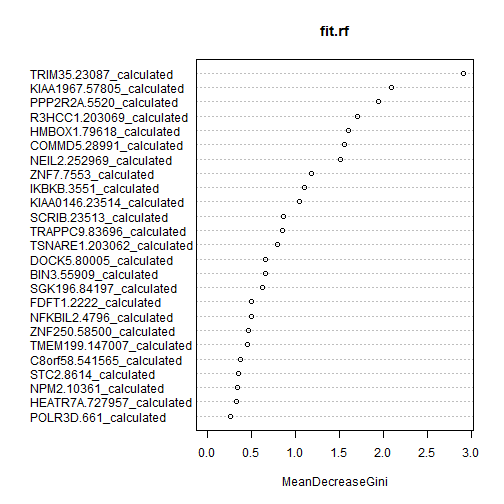 fit.rf
TRIM35.23087_calculated
KIAA1967.57805_calculated
PPP2R2A.5520_calculated
R3HCC1.203069_calculated
HMBOX1.79618_calculated
COMMD5.28991_calculated
NEIL2.252969_calculated
ZNF7.7553_calculated
IKBKB.3551_calculated
KIAA0146.23514_calculated
SCRIB.23513_calculated
TRAPPC9.83696_calculated
TSNARE1.203062_calculated
DOCK5.80005_calculated
BIN3.55909_calculated
SGK196.84197_calculated
FDFT1.2222_calculated
NFKBIL2.4796_calculated
ZNF250.58500_calculated
TMEM199.147007_calculated
C8orf58.541565_calculated
STC2.8614_calculated
NPM2.10361_calculated
HEATR7A.727957_calculated
POLR3D.661_calculated
0.0 0.5 1.0 1.5 2.0 2.5 3.0
MeanDecreaseGini